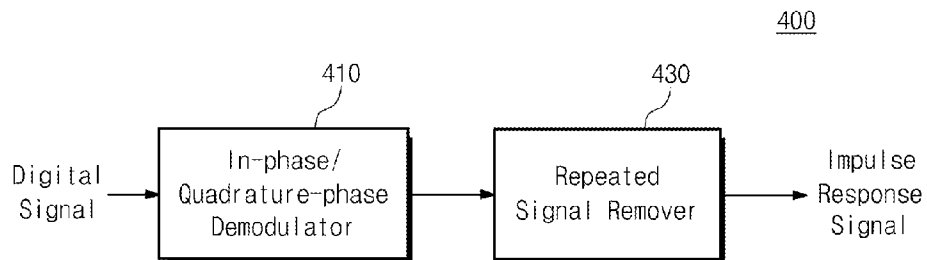 400
410
430
Digital
Signal
In-phase/
Quadrature-phase
Demodulator
Repeated
Signal Remover
Impulse
Response
Signal